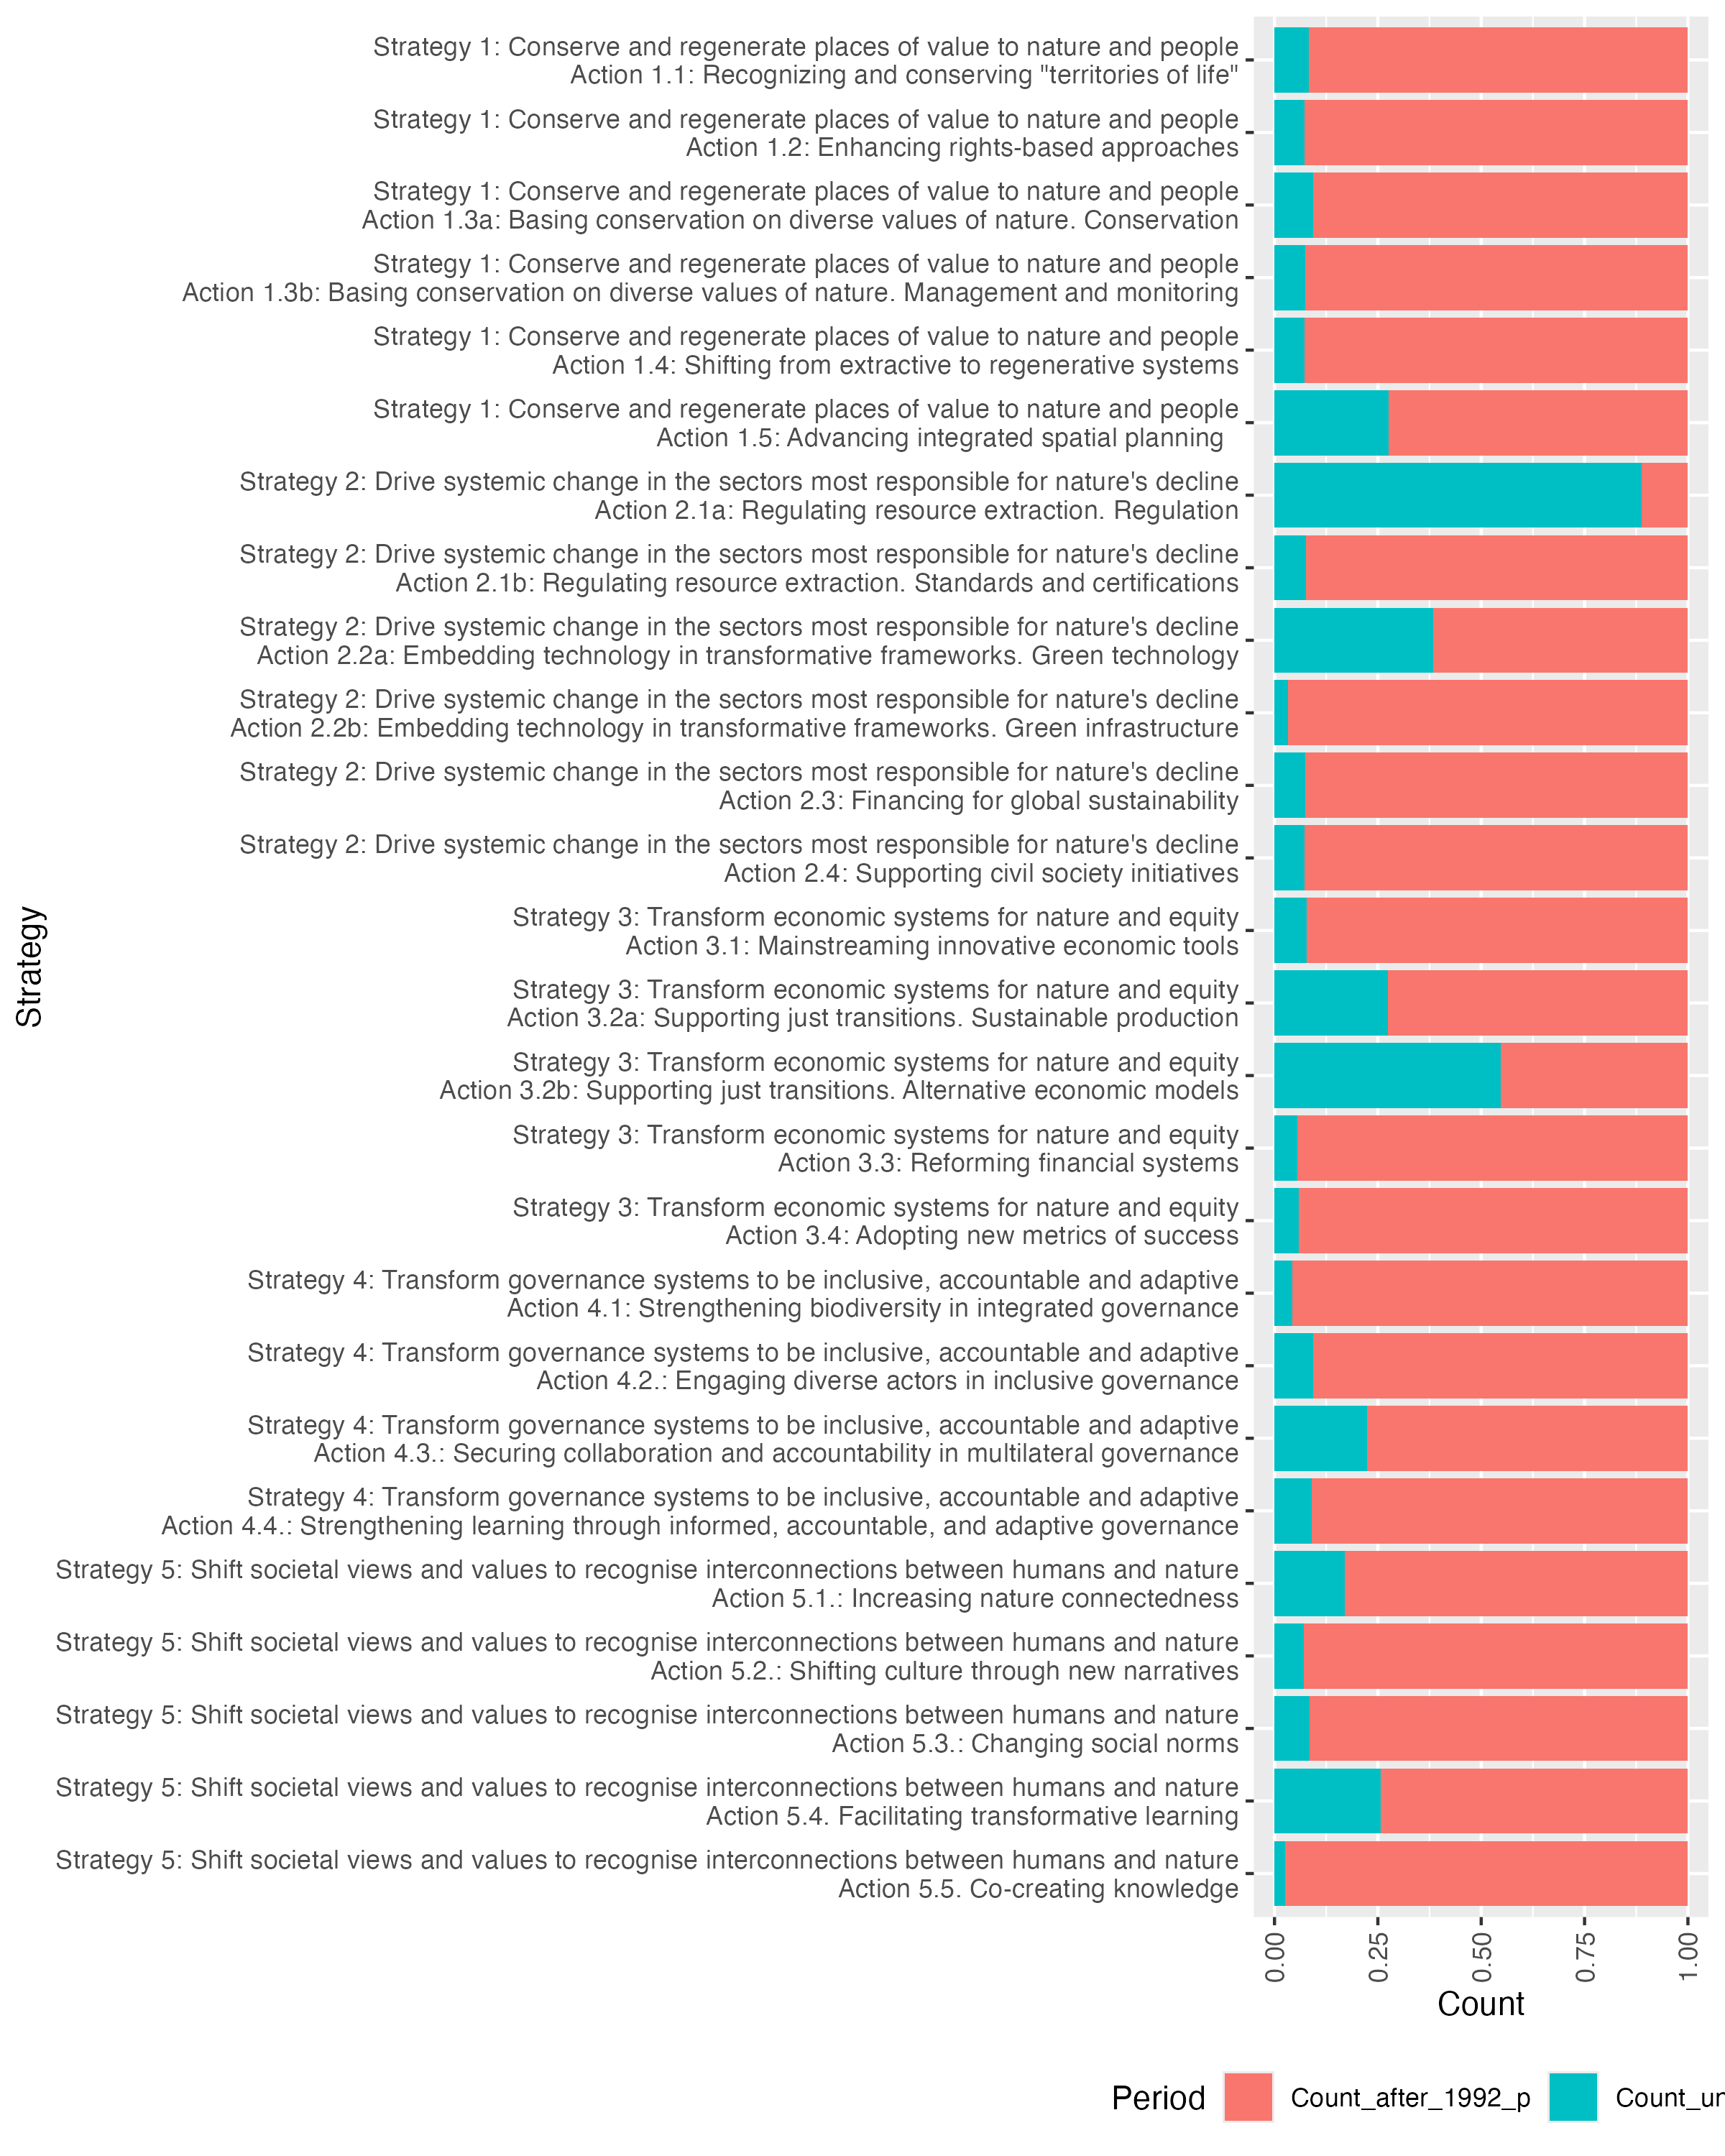 Strategy 1: Conserve and regenerate places of value to nature and people
Action 1.1: Recognizing and conserving "territories of life"
Strategy 1: Conserve and regenerate places of value to nature and people
Action 1.2: Enhancing rights-based approaches
Strategy 1: Conserve and regenerate places of value to nature and people
Action 1.3a: Basing conservation on diverse values of nature. Conservation
Strategy 1: Conserve and regenerate places of value to nature and people
Action 1.3b: Basing conservation on diverse values of nature. Management and monitoring
Strategy 1: Conserve and regenerate places of value to nature and people
Action 1.4: Shifting from extractive to regenerative systems
Strategy 1: Conserve and regenerate places of value to nature and people
Action 1.5: Advancing integrated spatial planning
Strategy 2: Drive systemic change in the sectors most responsible for nature's decline
Action 2.1a: Regulating resource extraction. Regulation
Strategy 2: Drive systemic change in the sectors most responsible for nature's decline
Action 2.1b: Regulating resource extraction. Standards and certifications
Strategy 2: Drive systemic change in the sectors most responsible for nature's decline
Action 2.2a: Embedding technology in transformative frameworks. Green technology
Strategy 2: Drive systemic change in the sectors most responsible for nature's decline
Action 2.2b: Embedding technology in transformative frameworks. Green infrastructure
Strategy 2: Drive systemic change in the sectors most responsible for nature's decline
Action 2.3: Financing for global sustainability
Strategy 2: Drive systemic change in the sectors most responsible for nature's decline
Action 2.4: Supporting civil society initiatives
Strategy 3: Transform economic systems for nature and equity
Action 3.1: Mainstreaming innovative economic tools
Strategy 3: Transform economic systems for nature and equity
Action 3.2a: Supporting just transitions. Sustainable production
Strategy 3: Transform economic systems for nature and equity
Action 3.2b: Supporting just transitions. Alternative economic models
Strategy 3: Transform economic systems for nature and equity
Action 3.3: Reforming financial systems
Strategy 3: Transform economic systems for nature and equity
Action 3.4: Adopting new metrics of success
Strategy 4: Transform governance systems to be inclusive, accountable and adaptive
Action 4.1: Strengthening biodiversity in integrated governance
Strategy 4: Transform governance systems to be inclusive, accountable and adaptive
Action 4.2.: Engaging diverse actors in inclusive governance
Strategy 4: Transform governance systems to be inclusive, accountable and adaptive
Action 4.3.: Securing collaboration and accountability in multilateral governance
Strategy 4: Transform governance systems to be inclusive, accountable and adaptive
Action 4.4.: Strengthening learning through informed, accountable, and adaptive governance
Strategy 5: Shift societal views and values to recognise interconnections between humans and nature
Action 5.1.: Increasing nature connectedness
Strategy 5: Shift societal views and values to recognise interconnections between humans and nature
Action 5.2.: Shifting culture through new narratives
Strategy 5: Shift societal views and values to recognise interconnections between humans and nature
Action 5.3.: Changing social norms
Strategy 5: Shift societal views and values to recognise interconnections between humans and nature
Action 5.4. Facilitating transformative learning
Strategy 5: Shift societal views and values to recognise interconnections between humans and nature
Action 5.5. Co-creating knowledge
Strategy
0.00
0.25
0.50
0.75
1.00
Count
Period
Count_after_1992_p